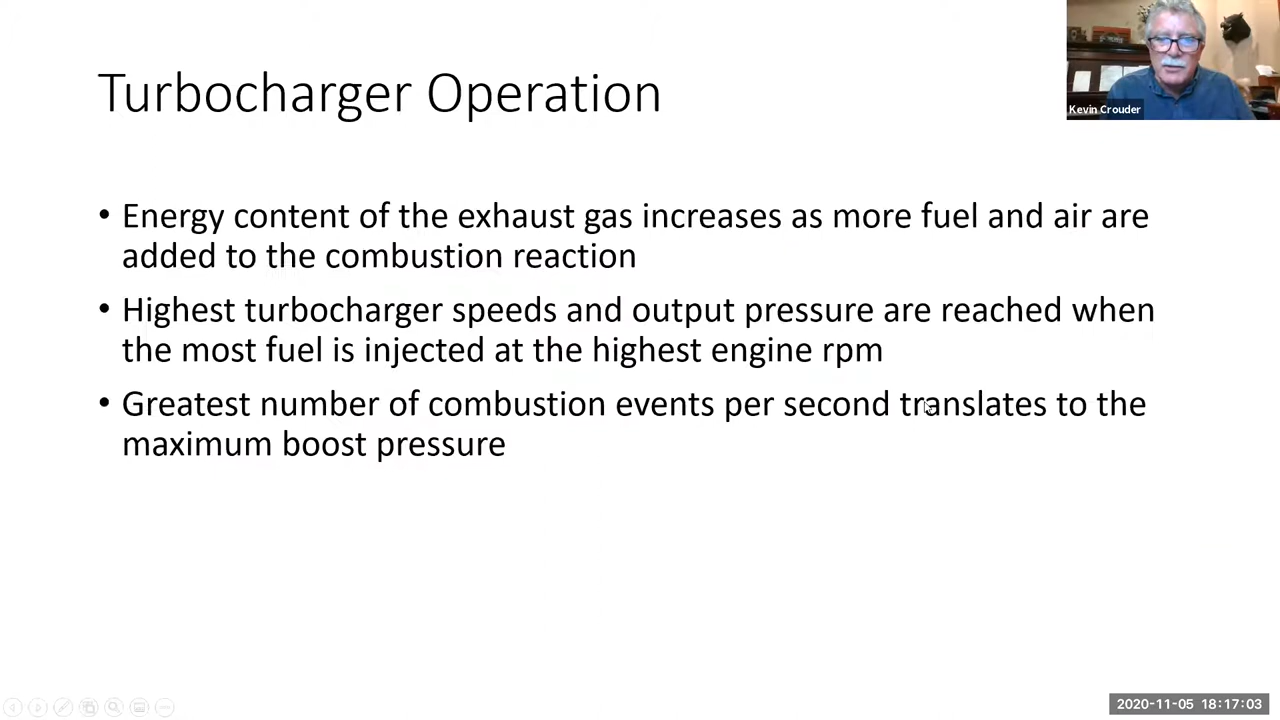 Turbocharger Operation
• Energy content of the exhaust gas increases as more fuel and air are
added to the combustion reaction
• Highest turbocharger speeds and output pressure are reached when
the most fuel is injected at the highest engine rpm
• Greatest number of combustion events per second translates to the
maximum boost pressure
Kevin Crouder
2020-11-05 18:17:03